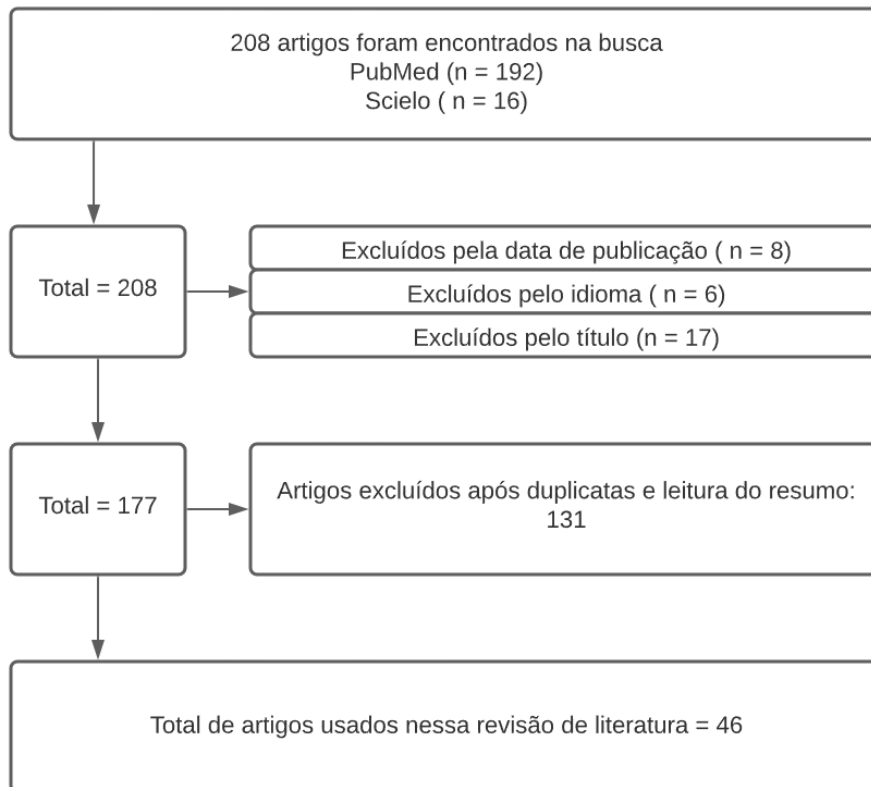 208 artigos foram encontrados na busca
PubMed (n = 192)
Scielo ( n = 16)
Total = 208
Excluídos pela data de publicação ( n = 8)
Excluídos pelo idioma ( n = 6)
Excluídos pelo título (n = 17)
Total = 177
Artigos excluídos após duplicatas e leitura do resumo:
131
Total de artigos usados nessa revisão de literatura = 46